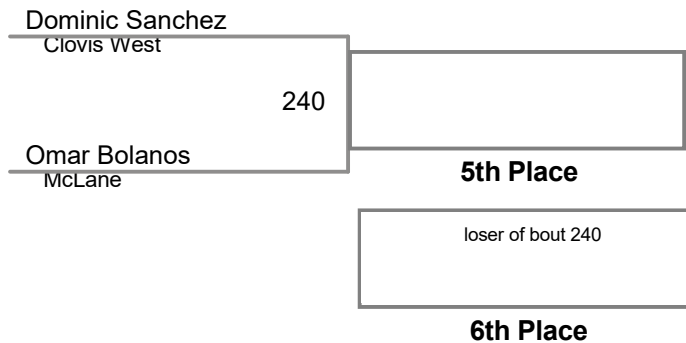 Dominic Sanchez
Clovis West
240
Omar Bolanos
McLane
5th Place
loser of bout 240
6th Place